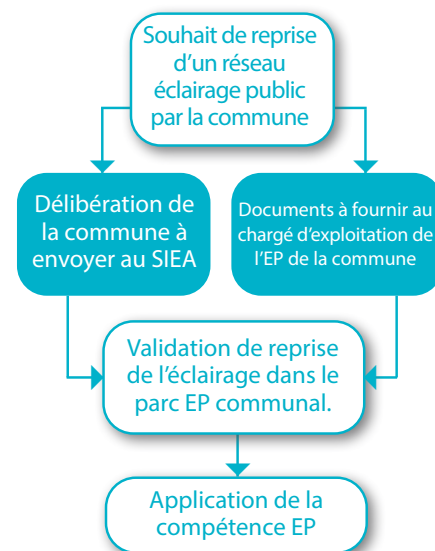 Souhait de reprise
d’un réseau
éclairage public
par la commune
Délibération de
la commune à
envoyer au SIEA
Documents à fournir au
chargé d’exploitation de
l’EP de la commune
Validation de reprise
de l’éclairage dans le
parc EP communal.
Application de la
compétence EP